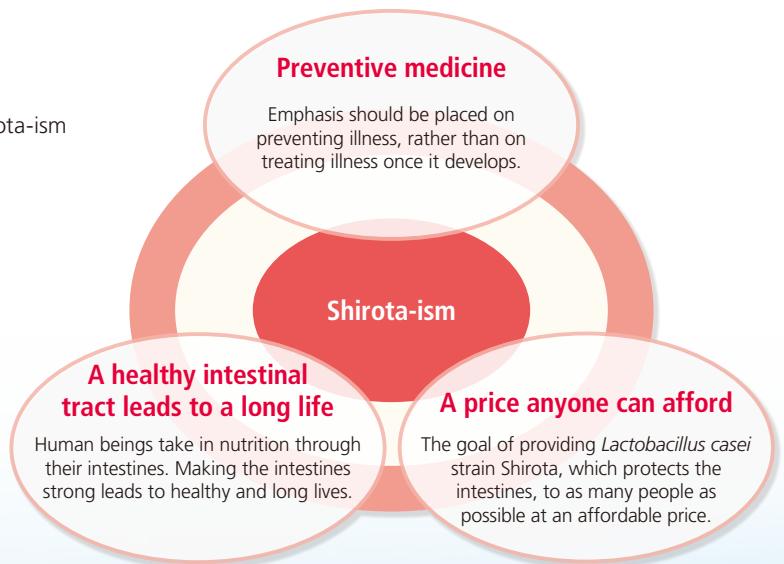 Preventive medicine
Emphasis should be placed on
preventing illness, rather than on
treating illness once it develops.
ota-ism
Shirota-ism
A healthy intestinal
tract leads to a long life
Human beings take in nutrition through
their intestines. Making the intestines
strong leads to healthy and long lives.
A price anyone can afford
The goal of providing Lactobacillus casei
strain Shirota, which protects the
intestines, to as many people as
possible at an affordable price.